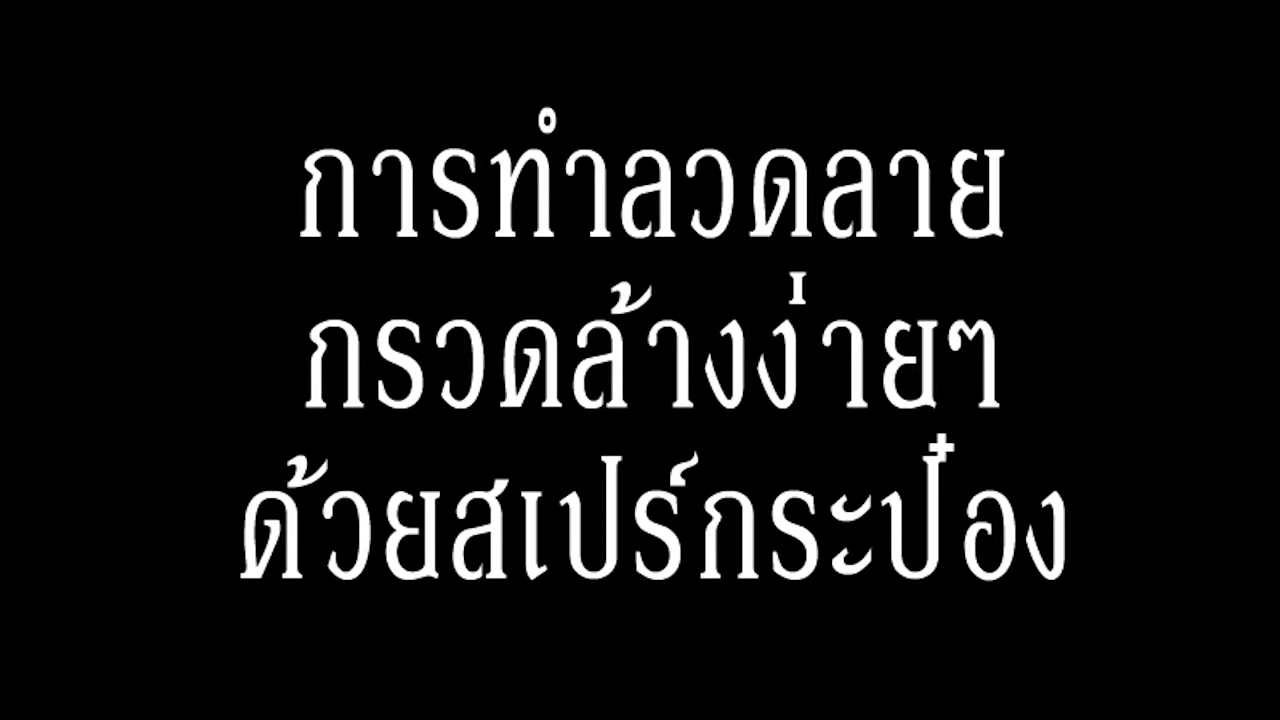 การทำลวดลาย
กรวดล้างง่ายๆ
ด้วยสเปร์กระป๋อง